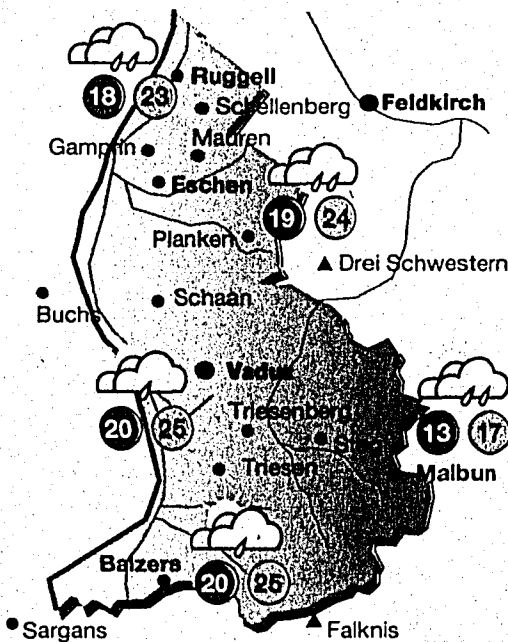 Ruggell
18 23
Schellenberg
Feldkirch
Gamprin
Mauren
Eschen
19 24
Planken
Drei Schwestern
Buchs
Schaan
Vaduz
20 25
Triesenberg
13 17
Triesen
Malbun
Balzers
20 25
Sargans
Falknis